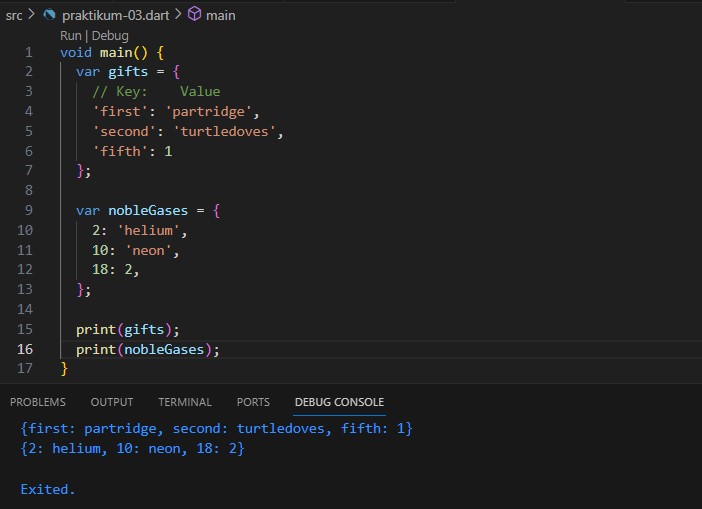 src > praktikum-03.dart > main
Run | Debug
1 void main() {
2 var gifts = {
3 // Key:    Value
4 'first': 'partridge',
5 'second': 'turtledoves',
6 'fifth': 1
7 };
8
9 var nobleGases = {
10 2: 'helium',
11 10: 'neon',
12 18: 2,
13 };
14
15 print(gifts);
16 print(nobleGases);
17 }
PROBLEMS OUTPUT TERMINAL PORTS DEBUG CONSOLE
{first: partridge, second: turtledoves, fifth: 1}
{2: helium, 10: neon, 18: 2}
Exited.